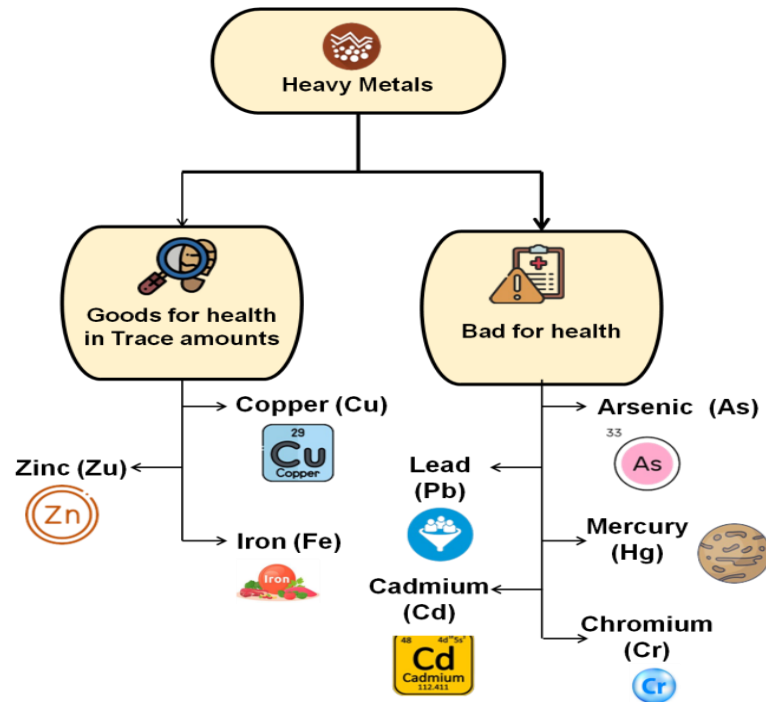 Heavy Metals
Goods for health
in Trace amounts
Bad for health
Copper (Cu)
29
Cu
Copper
Zinc (Zu)
Zn
Iron (Fe)
Iron
Arsenic (As)
33
As
Lead
(Pb)
Mercury
(Hg)
Cadmium
(Cd)
48 4d¹⁰5s²
Cd
Cadmium
112.411
Chromium
(Cr)
Cr